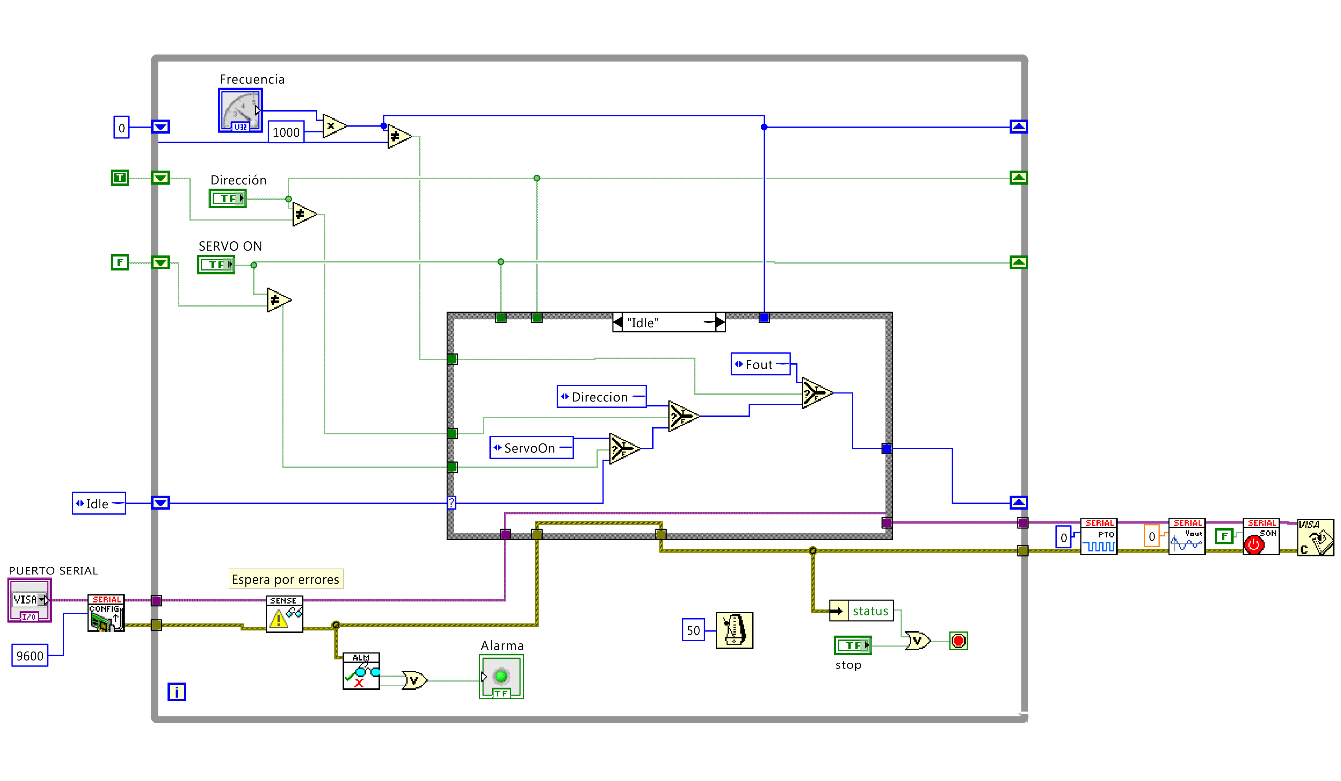 Frecuencia
U32
0
1000
x
≠
T
Dirección
TF
≠
SERVO ON
F
TF
≠
"Idle"
Fout
Direccion
?
T
F
ServoOn
?
T
F
?
T
F
Idle
?
SERIAL
PTO
0
SERIAL
Vout
0
SERIAL
SON
F
VISA
C
PUERTO SERIAL
VISA
I/O
SERIAL
CONFIG
9600
Espera por errores
SENSE
ALM
V
Alarma
TF
50
status
TF
stop
V
i